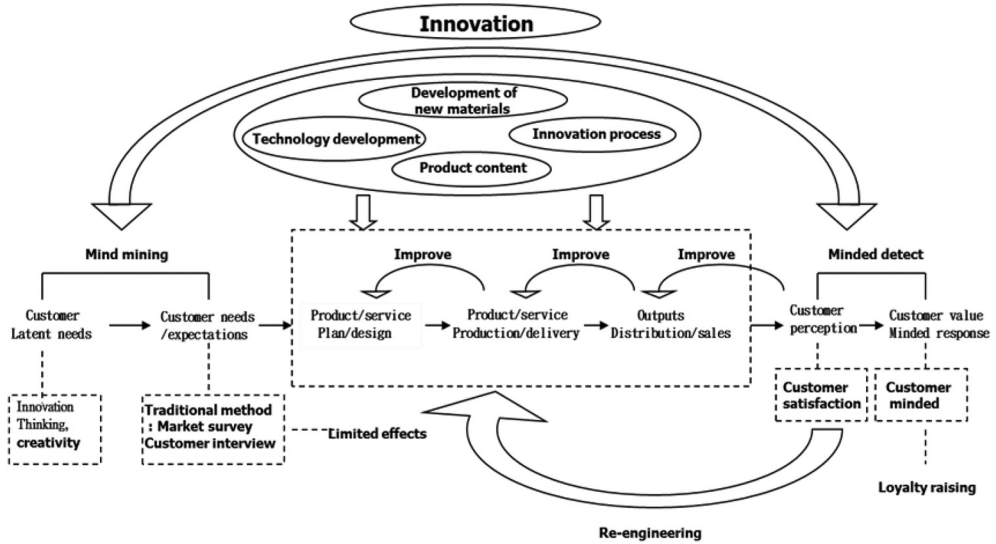 Innovation
Development of
new materials
Technology development
Innovation process
Product content
Mind mining
Improve
Improve
Improve
Minded detect
Customer
Latent needs
Customer needs
/expectations
Product/service
Plan/design
Product/service
Production/delivery
Outputs
Distribution/sales
Customer
perception
Customer value
Minded response
Innovation
Thinking,
creativity
Traditional method
: Market survey
Customer interview
Limited effects
Customer
satisfaction
Customer
minded
Loyalty raising
Re-engineering